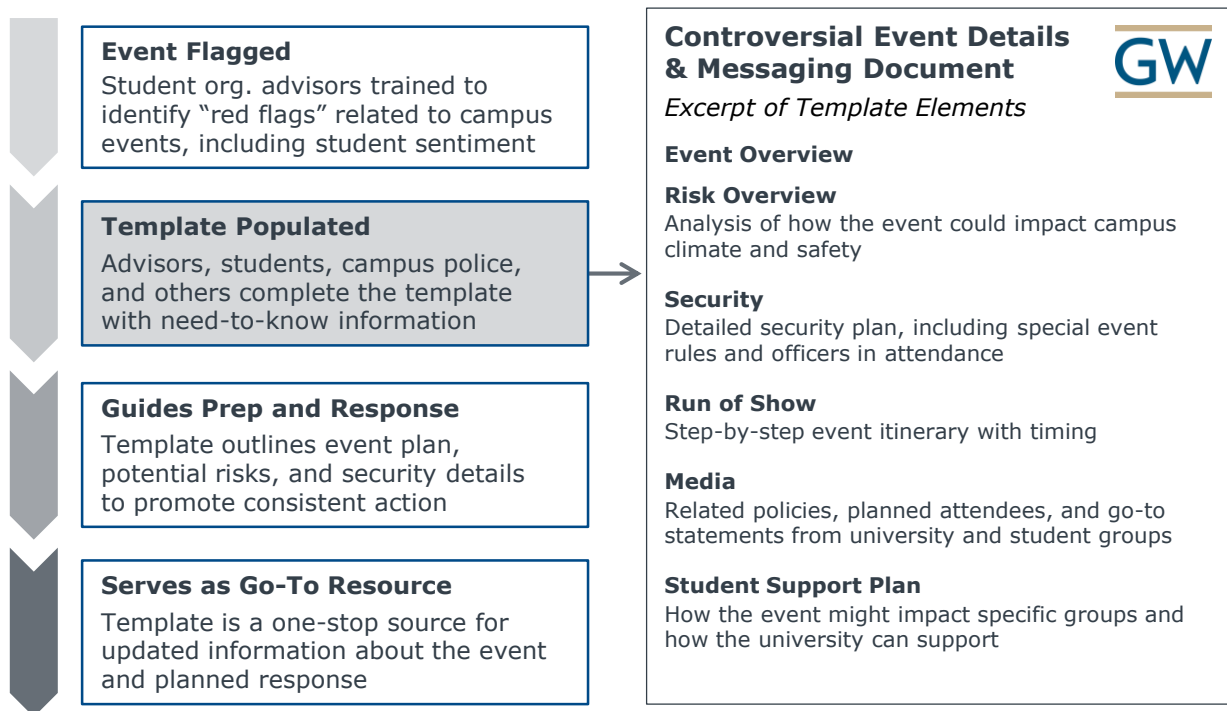 Event Flagged
Student org. advisors trained to
identify “red flags” related to campus
events, including student sentiment
Template Populated
Advisors, students, campus police,
and others complete the template
with need-to-know information
Guides Prep and Response
Template outlines event plan,
potential risks, and security details
to promote consistent action
Serves as Go-To Resource
Template is a one-stop source for
updated information about the event
and planned response
Controversial Event Details
& Messaging Document
GW
Excerpt of Template Elements
Event Overview
Risk Overview
Analysis of how the event could impact campus
climate and safety
Security
Detailed security plan, including special event
rules and officers in attendance
Run of Show
Step-by-step event itinerary with timing
Media
Related policies, planned attendees, and go-to
statements from university and student groups
Student Support Plan
How the event might impact specific groups and
how the university can support